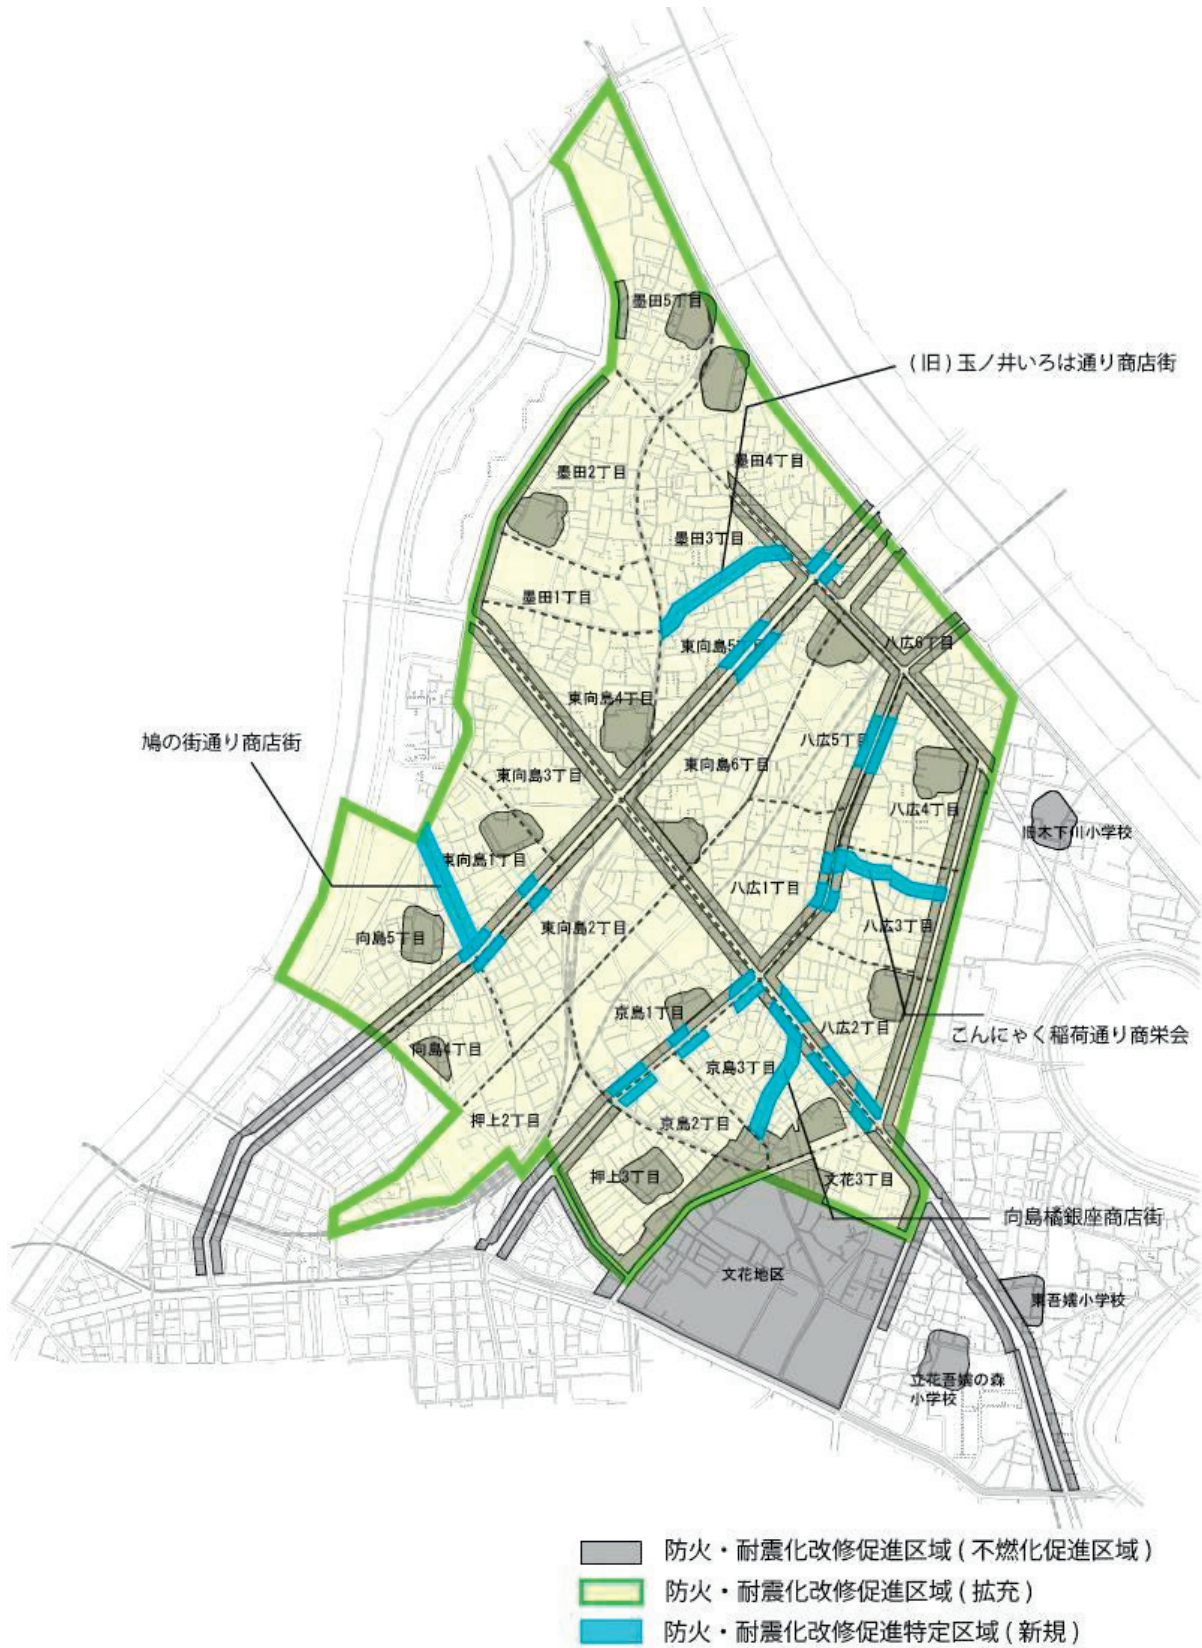 墨田5丁目
(旧)玉ノ井いろは通り商店街
墨田4丁目
墨田2丁目
墨田3丁目
墨田1丁目
東向島5丁目
八広6丁目
東向島4丁目
鳩の街通り商店街
八広5丁目
東向島3丁目
東向島6丁目
八広4丁目
旧木下川小学校
東向島1丁目
八広1丁目
東向島2丁目
八広3丁目
向島5丁目
京島1丁目
八広2丁目
こんにゃく稲荷通り商栄会
向島4丁目
京島3丁目
押上2丁目
京島2丁目
押上3丁目
文花3丁目
向島橘銀座商店街
文花地区
東吾嬬小学校
立花吾嬬の森
小学校
防火・耐震化改修促進区域(不燃化促進区域)
防火・耐震化改修促進区域(拡充)
防火・耐震化改修促進特定区域(新規)